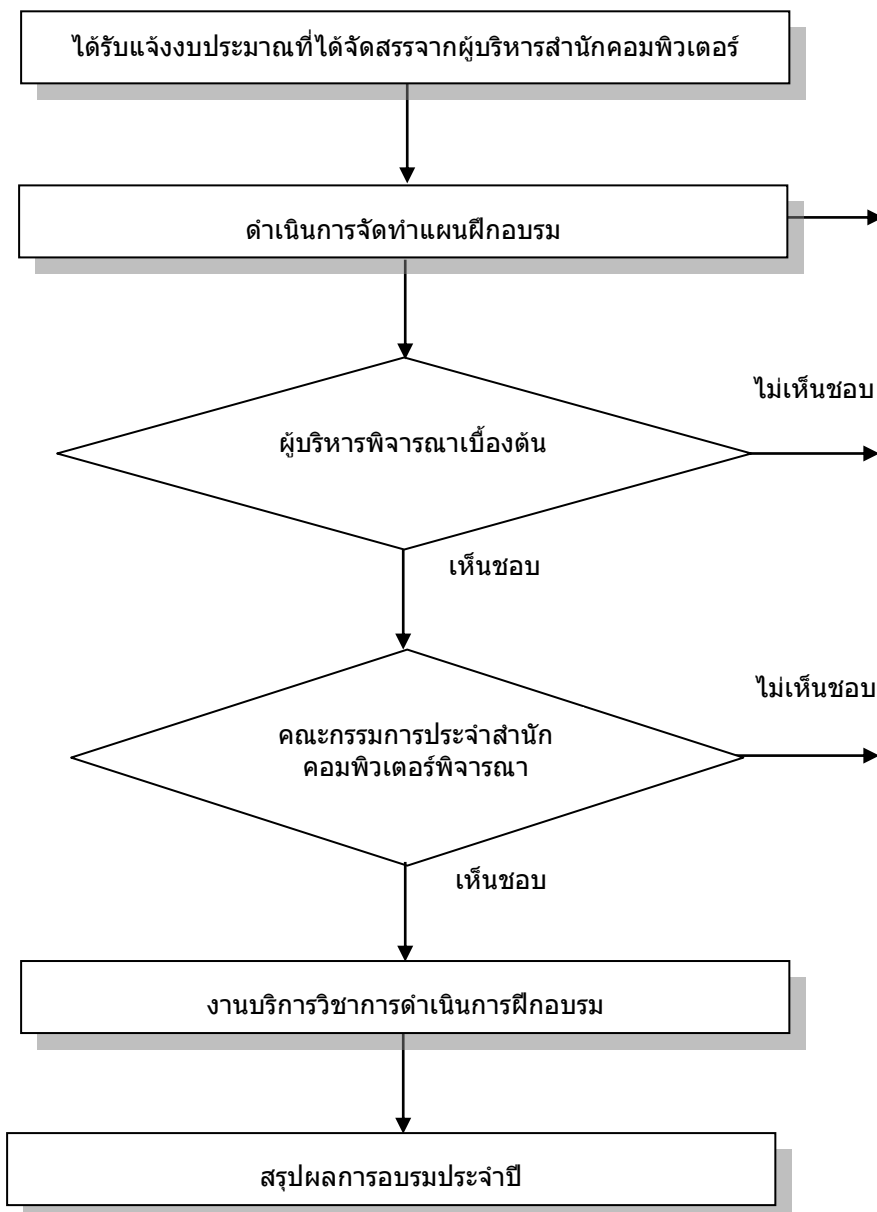 ได้รับแจ้งงบประมาณที่ได้จัดสรรจากผู้บริหารสำนักคอมพิวเตอร์
ดำเนินการจัดทำแผนฝึกอบรม
ไม่เห็นชอบ
ผู้บริหารพิจารณาเบื้องต้น
เห็นชอบ
ไม่เห็นชอบ
คณะกรรมการประจำสำนัก
คอมพิวเตอร์พิจารณา
เห็นชอบ
งานบริการวิชาการดำเนินการฝึกอบรม
สรุปผลการอบรมประจำปี